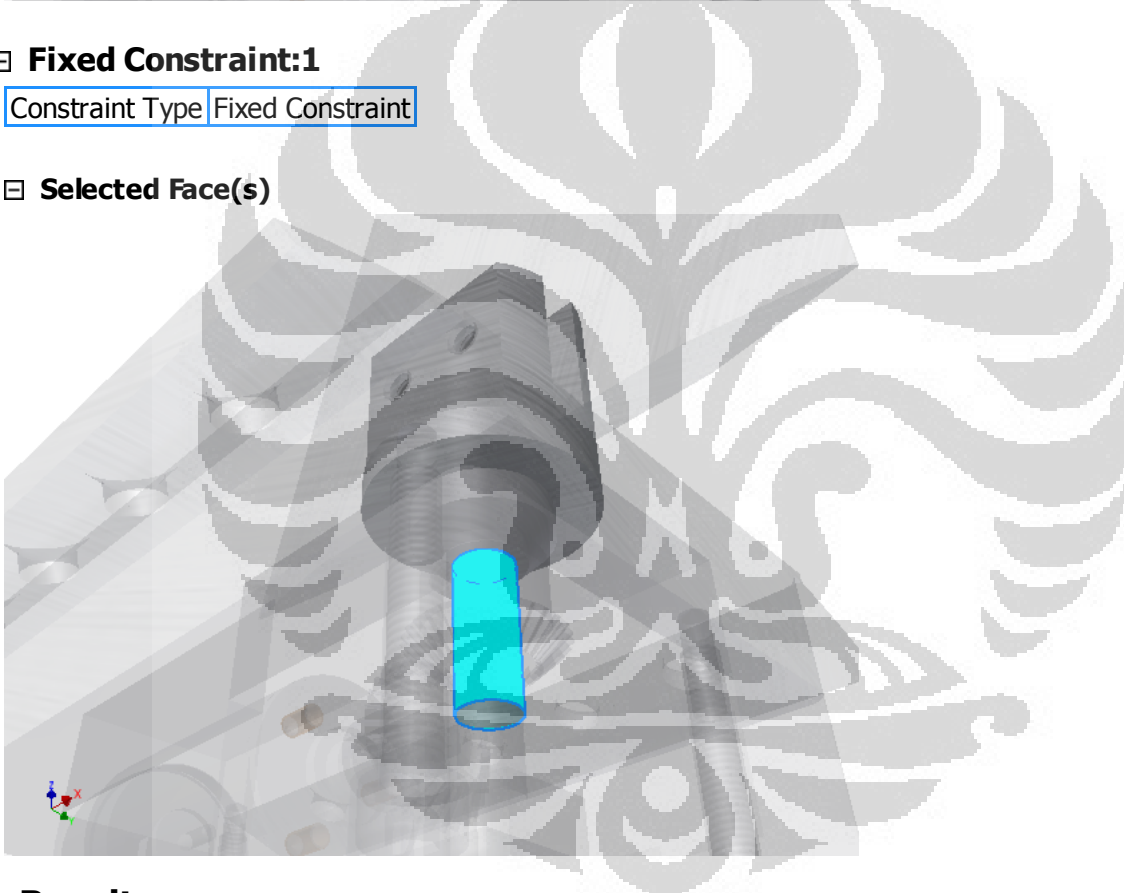 Fixed Constraint:1
Constraint Type Fixed Constraint
Selected Face(s)
Z
X
Y